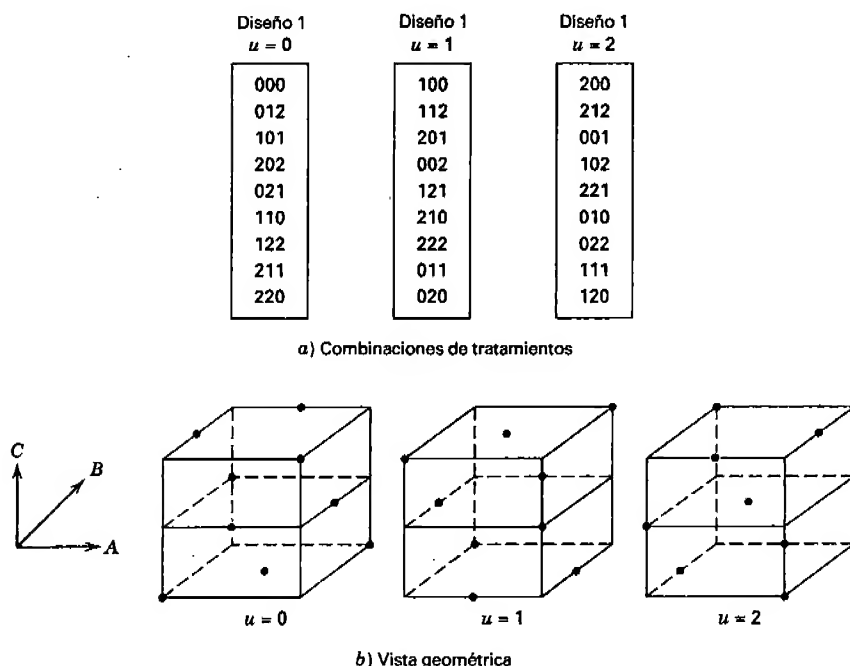 Diseño 1 Diseño 1 Diseño 1
u = 0 u = 1 u = 2
000 100 200
012 112 212
101 201 001
202 002 102
021 121 221
110 210 010
122 222 022
211 011 111
220 020 120
a) Combinaciones de tratamientos
C
B
A
u = 0 u = 1 u = 2
b) Vista geométrica